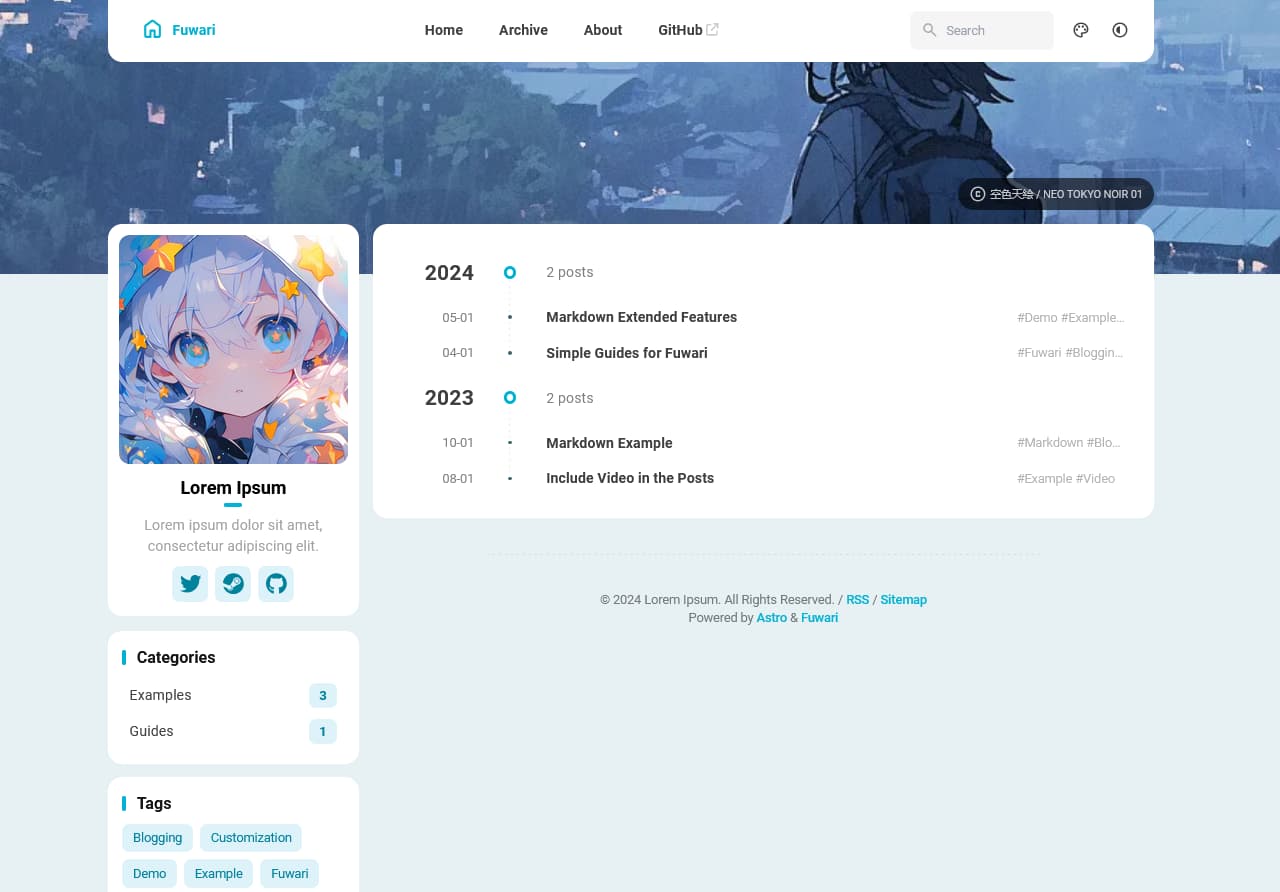 Fuwari
Home Archive About GitHub
Search
空色天絵 / NEO TOKYO NOIR 01
Lorem Ipsum
Lorem ipsum dolor sit amet,
consectetur adipiscing elit.
Categories
Examples 3
Guides 1
Tags
Blogging Customization
Demo Example Fuwari
2024 2 posts
05-01 Markdown Extended Features #Demo #Example…
04-01 Simple Guides for Fuwari #Fuwari #Bloggin…
2023 2 posts
10-01 Markdown Example #Markdown #Blo…
08-01 Include Video in the Posts #Example #Video
© 2024 Lorem Ipsum. All Rights Reserved. / RSS / Sitemap
Powered by Astro & Fuwari